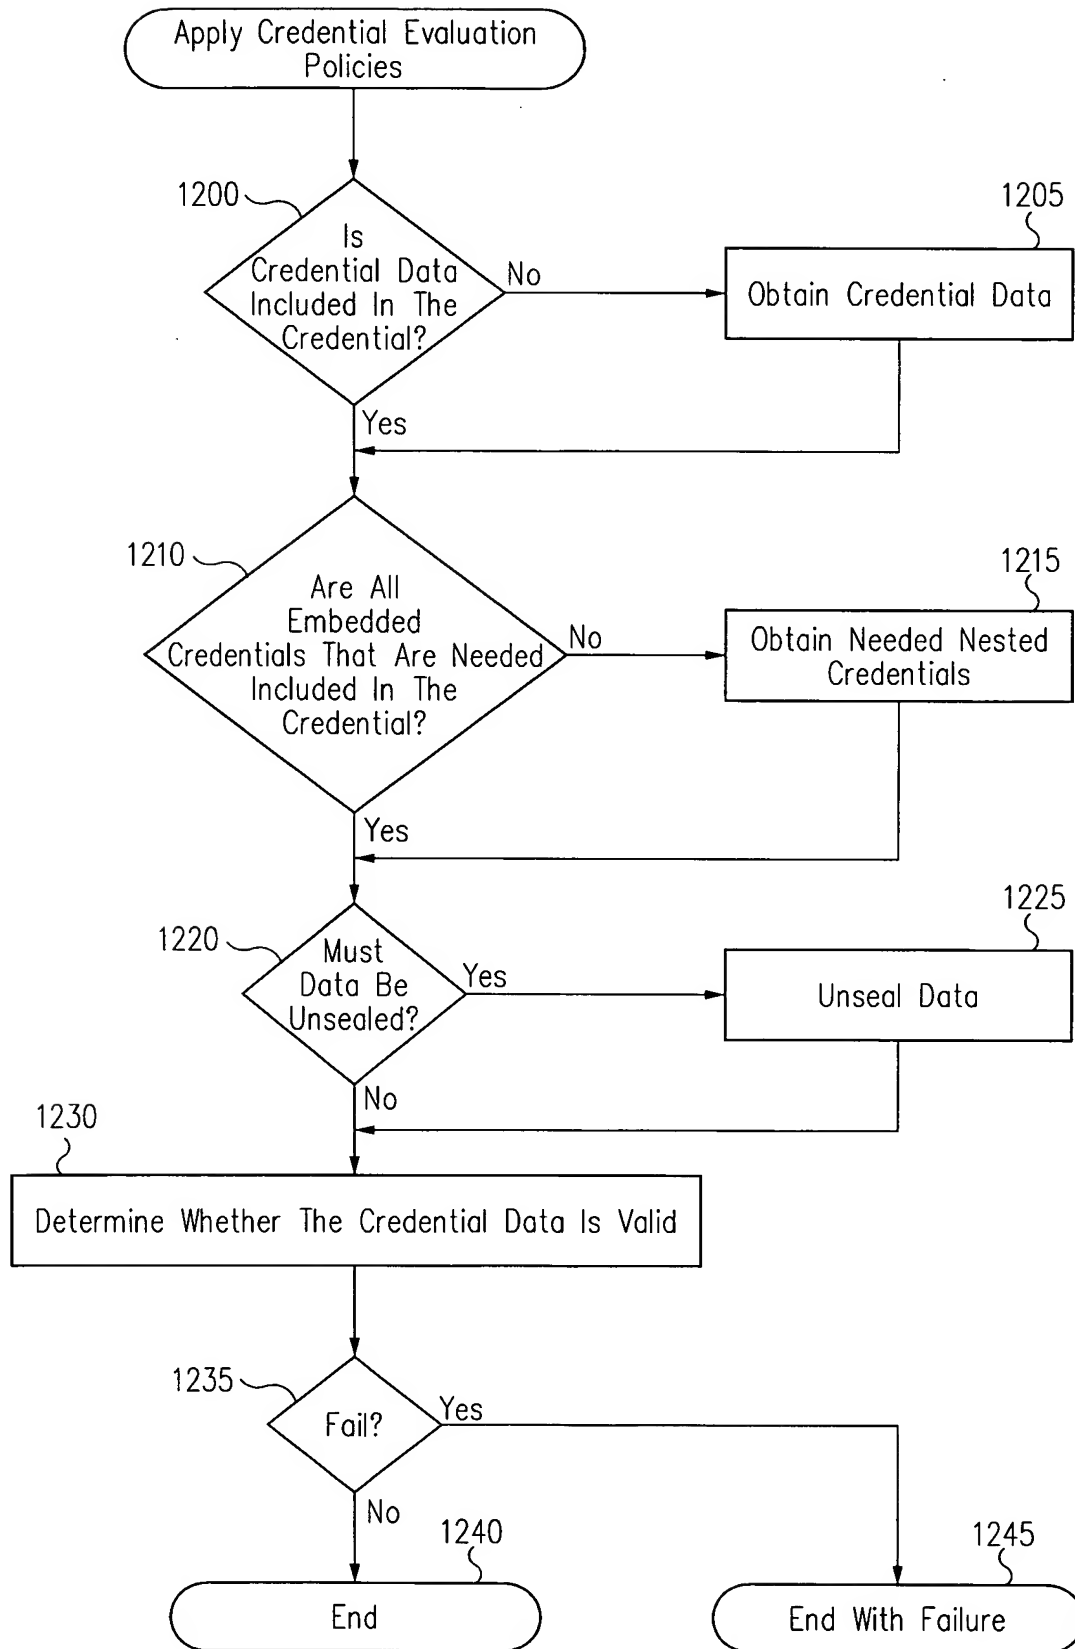 Apply Credential Evaluation
Policies
1200
Is
Credential Data
Included In The
Credential?
No
1205
Obtain Credential Data
Yes
1210
Are All
Embedded
Credentials That Are Needed
Included In The
Credential?
No
1215
Obtain Needed Nested
Credentials
Yes
1220
Must
Data Be
Unsealed?
Yes
1225
Unseal Data
No
1230
Determine Whether The Credential Data Is Valid
1235
Fail?
Yes
No
1240
End
1245
End With Failure